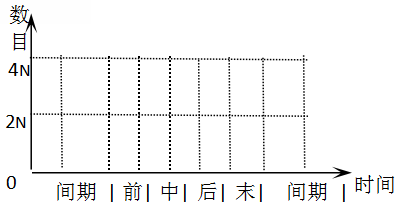 数
目
4N
2N
0
间期 | 前 | 中 | 后 | 末 | 间期 | 时间